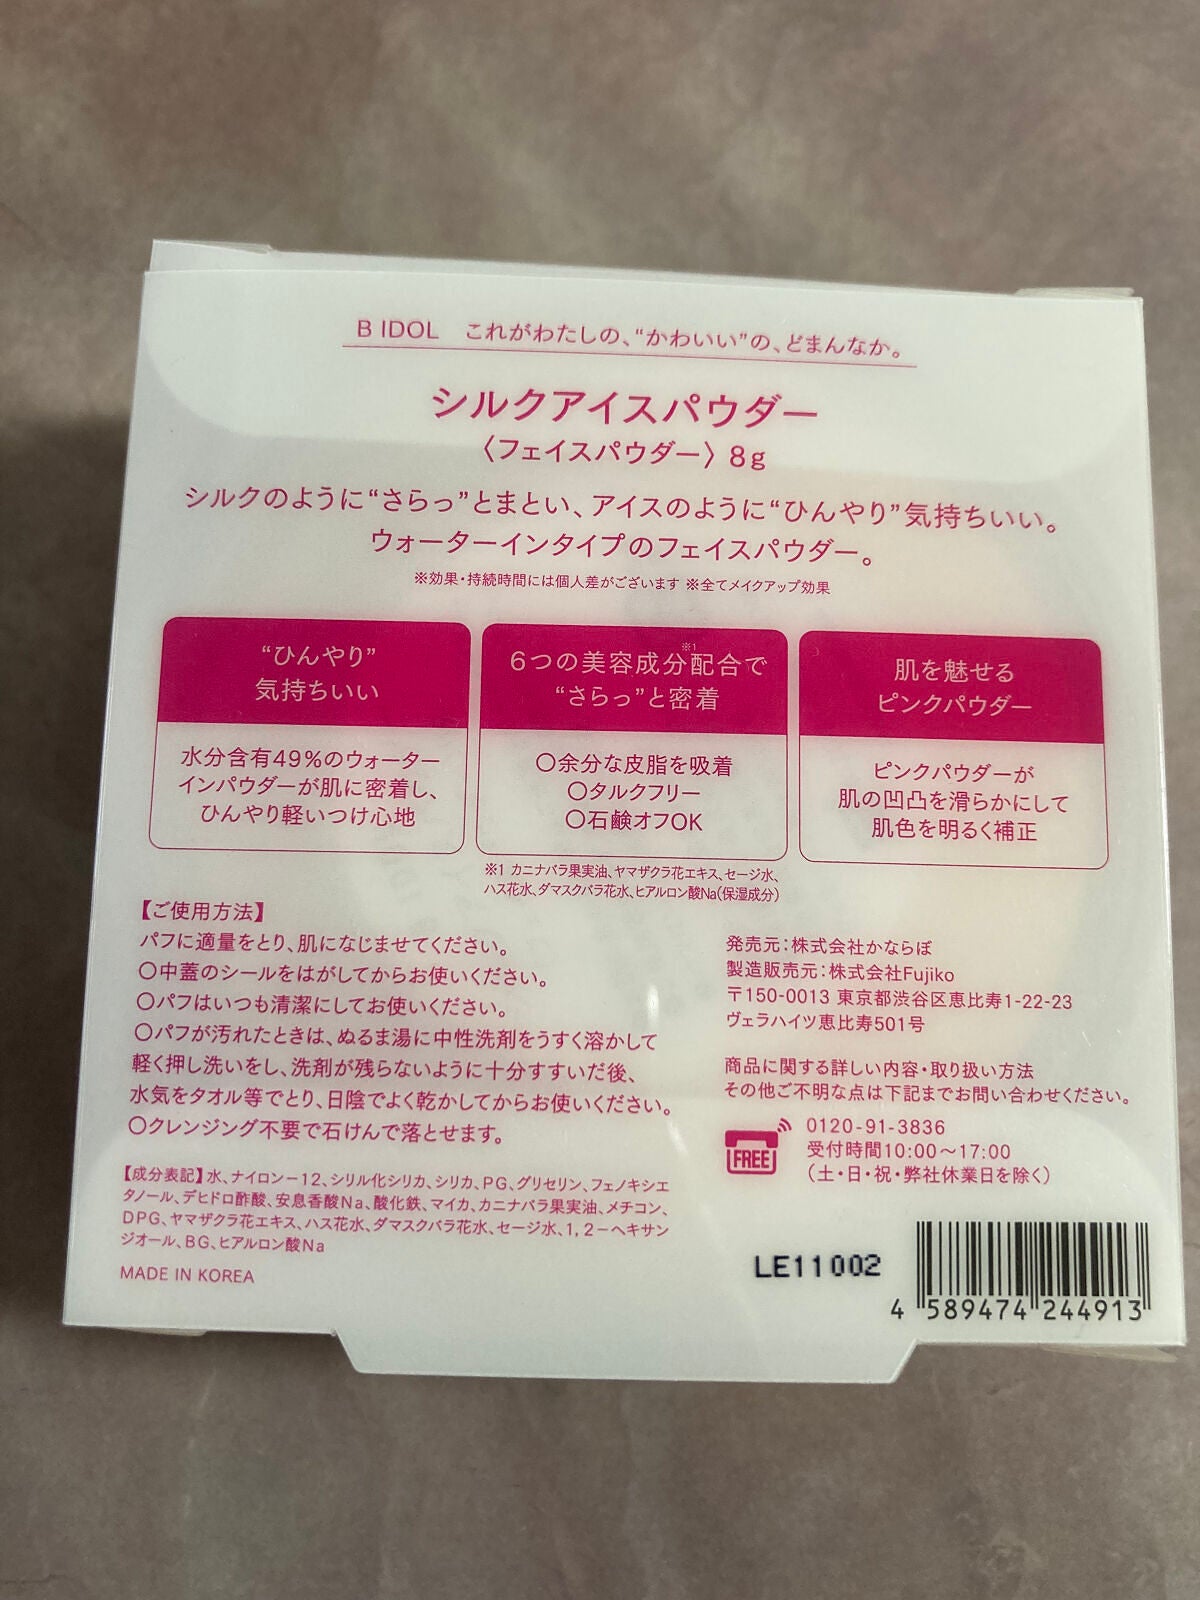 B IDOL これがわたしの、“かわいい”の、どまんなか。
シルクアイスパウダー
〈フェイスパウダー〉8g
シルクのように“さらっ”とまとい、アイスのように“ひんやり”気持ちいい。
ウォーターインタイプのフェイスパウダー。
※効果・持続時間には個人差がございます ※全てメイクアップ効果
“ひんやり”
気持ちいい
水分含有49%のウォーター
インパウダーが肌に密着し、
ひんやり軽いつけ心地
6つの美容成分※1配合で
“さらっ”と密着
○余分な皮脂を吸着
○タルクフリー
○石鹸オフOK
※1 カニナバラ果実油、ヤマザクラ花エキス、セージ水、
ハス花水、ダマスクバラ花水、ヒアルロン酸Na(保湿成分)
肌を魅せる
ピンクパウダー
ピンクパウダーが
肌の凹凸を滑らかにして
肌色を明るく補正
【ご使用方法】
パフに適量をとり、肌になじませてください。
○中蓋のシールをはがしてからお使いください。
○パフはいつも清潔にしてお使いください。
○パフが汚れたときは、ぬるま湯に中性洗剤をうすく溶かして
軽く押し洗いをし、洗剤が残らないように十分すすいだ後、
水気をタオル等でとり、日陰でよく乾かしてからお使いください。
○クレンジング不要で石けんで落とせます。
【成分表記】水、ナイロン－12、シリル化シリカ、シリカ、PG、グリセリン、フェノキシエ
タノール、デヒドロ酢酸、安息香酸Na、酸化鉄、マイカ、カニナバラ果実油、メチコン、
DPG、ヤマザクラ花エキス、ハス花水、ダマスクバラ花水、セージ水、1，2－ヘキサン
ジオール、BG、ヒアルロン酸Na
MADE IN KOREA
発売元：株式会社かならぼ
製造販売元：株式会社Fujiko
〒150-0013 東京都渋谷区恵比寿1-22-23
ヴェラハイツ恵比寿501号
商品に関する詳しい内容・取り扱い方法
その他ご不明な点は下記までお問い合わせください。
FREE
0120-91-3836
受付時間10:00～17:00
(土・日・祝・弊社休業日を除く)
LE11002
4 589474 244913